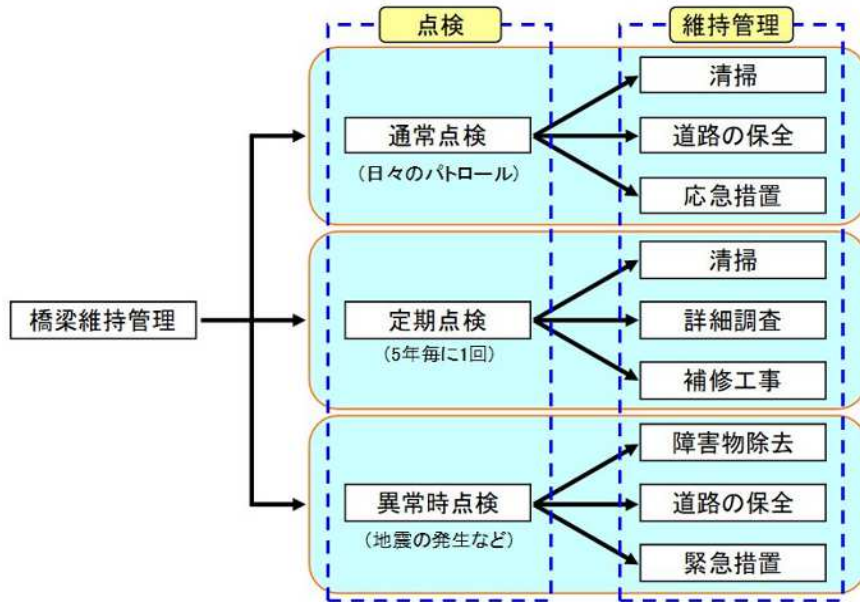 点検
維持管理
橋梁維持管理
通常点検
(日々のパトロール)
清掃
道路の保全
応急措置
定期点検
(5年毎に1回)
清掃
詳細調査
補修工事
異常時点検
(地震の発生など)
障害物除去
道路の保全
緊急措置